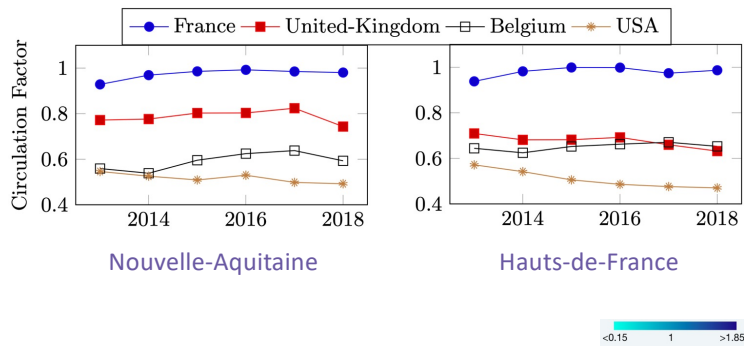 France United-Kingdom Belgium USA
Circulation Factor
1
0.8
0.6
0.4
2014 2016 2018
Nouvelle-Aquitaine
1
0.8
0.6
0.4
2014 2016 2018
Hauts-de-France
<0.15 1 >1.85